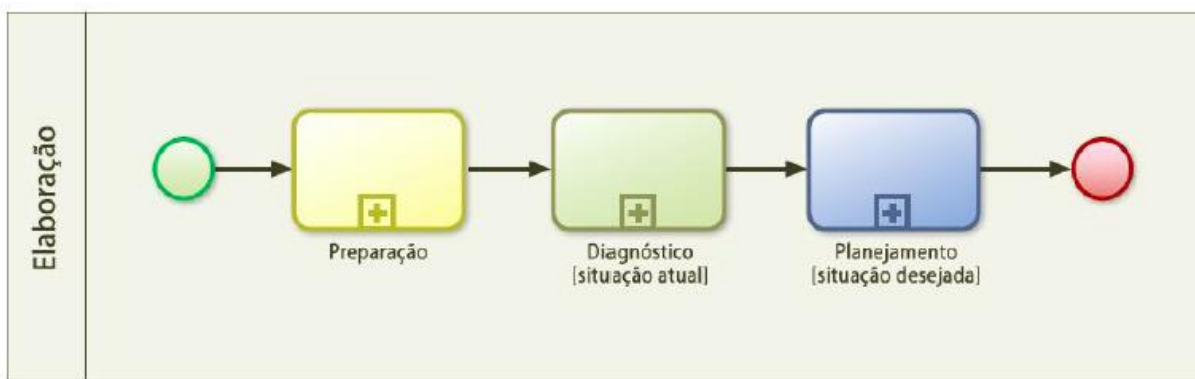 Elaboração
Preparação
Diagnóstico
[situação atual]
Planejamento
[situação desejada]